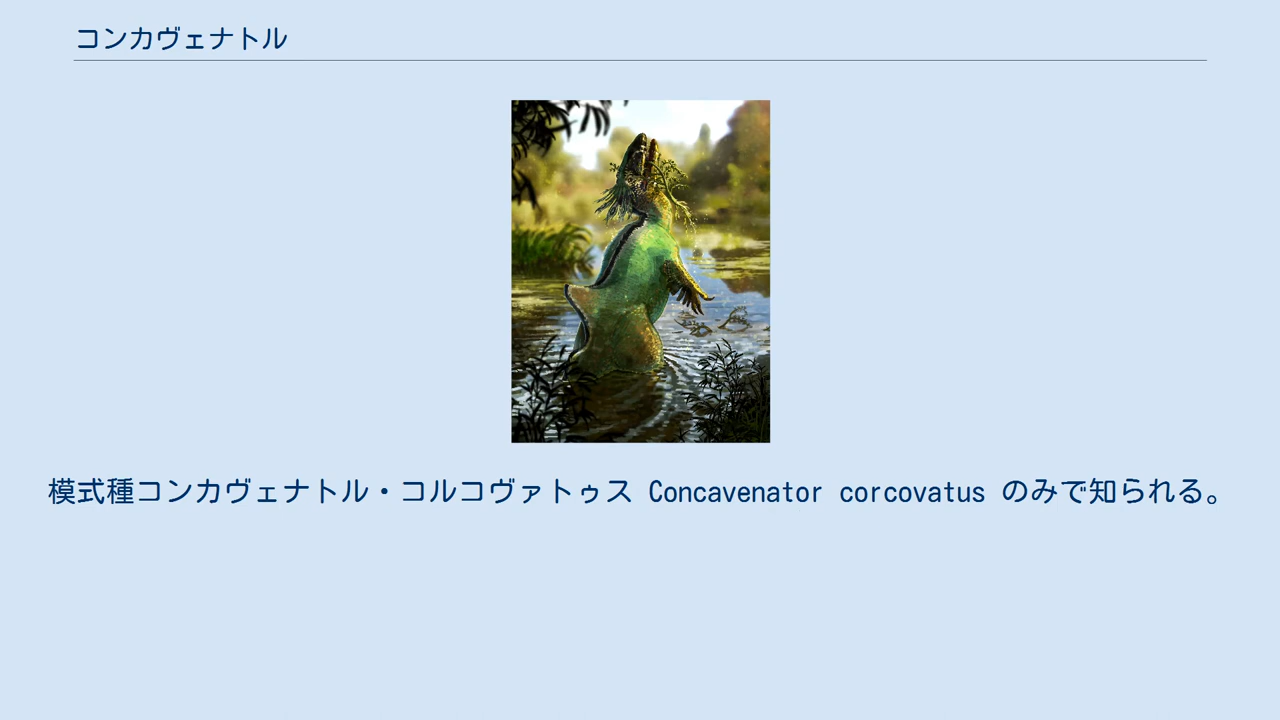 コンカヴェナトル
模式種コンカヴェナトル・コルコヴァトゥス Concavenator corcovatus のみで知られる。